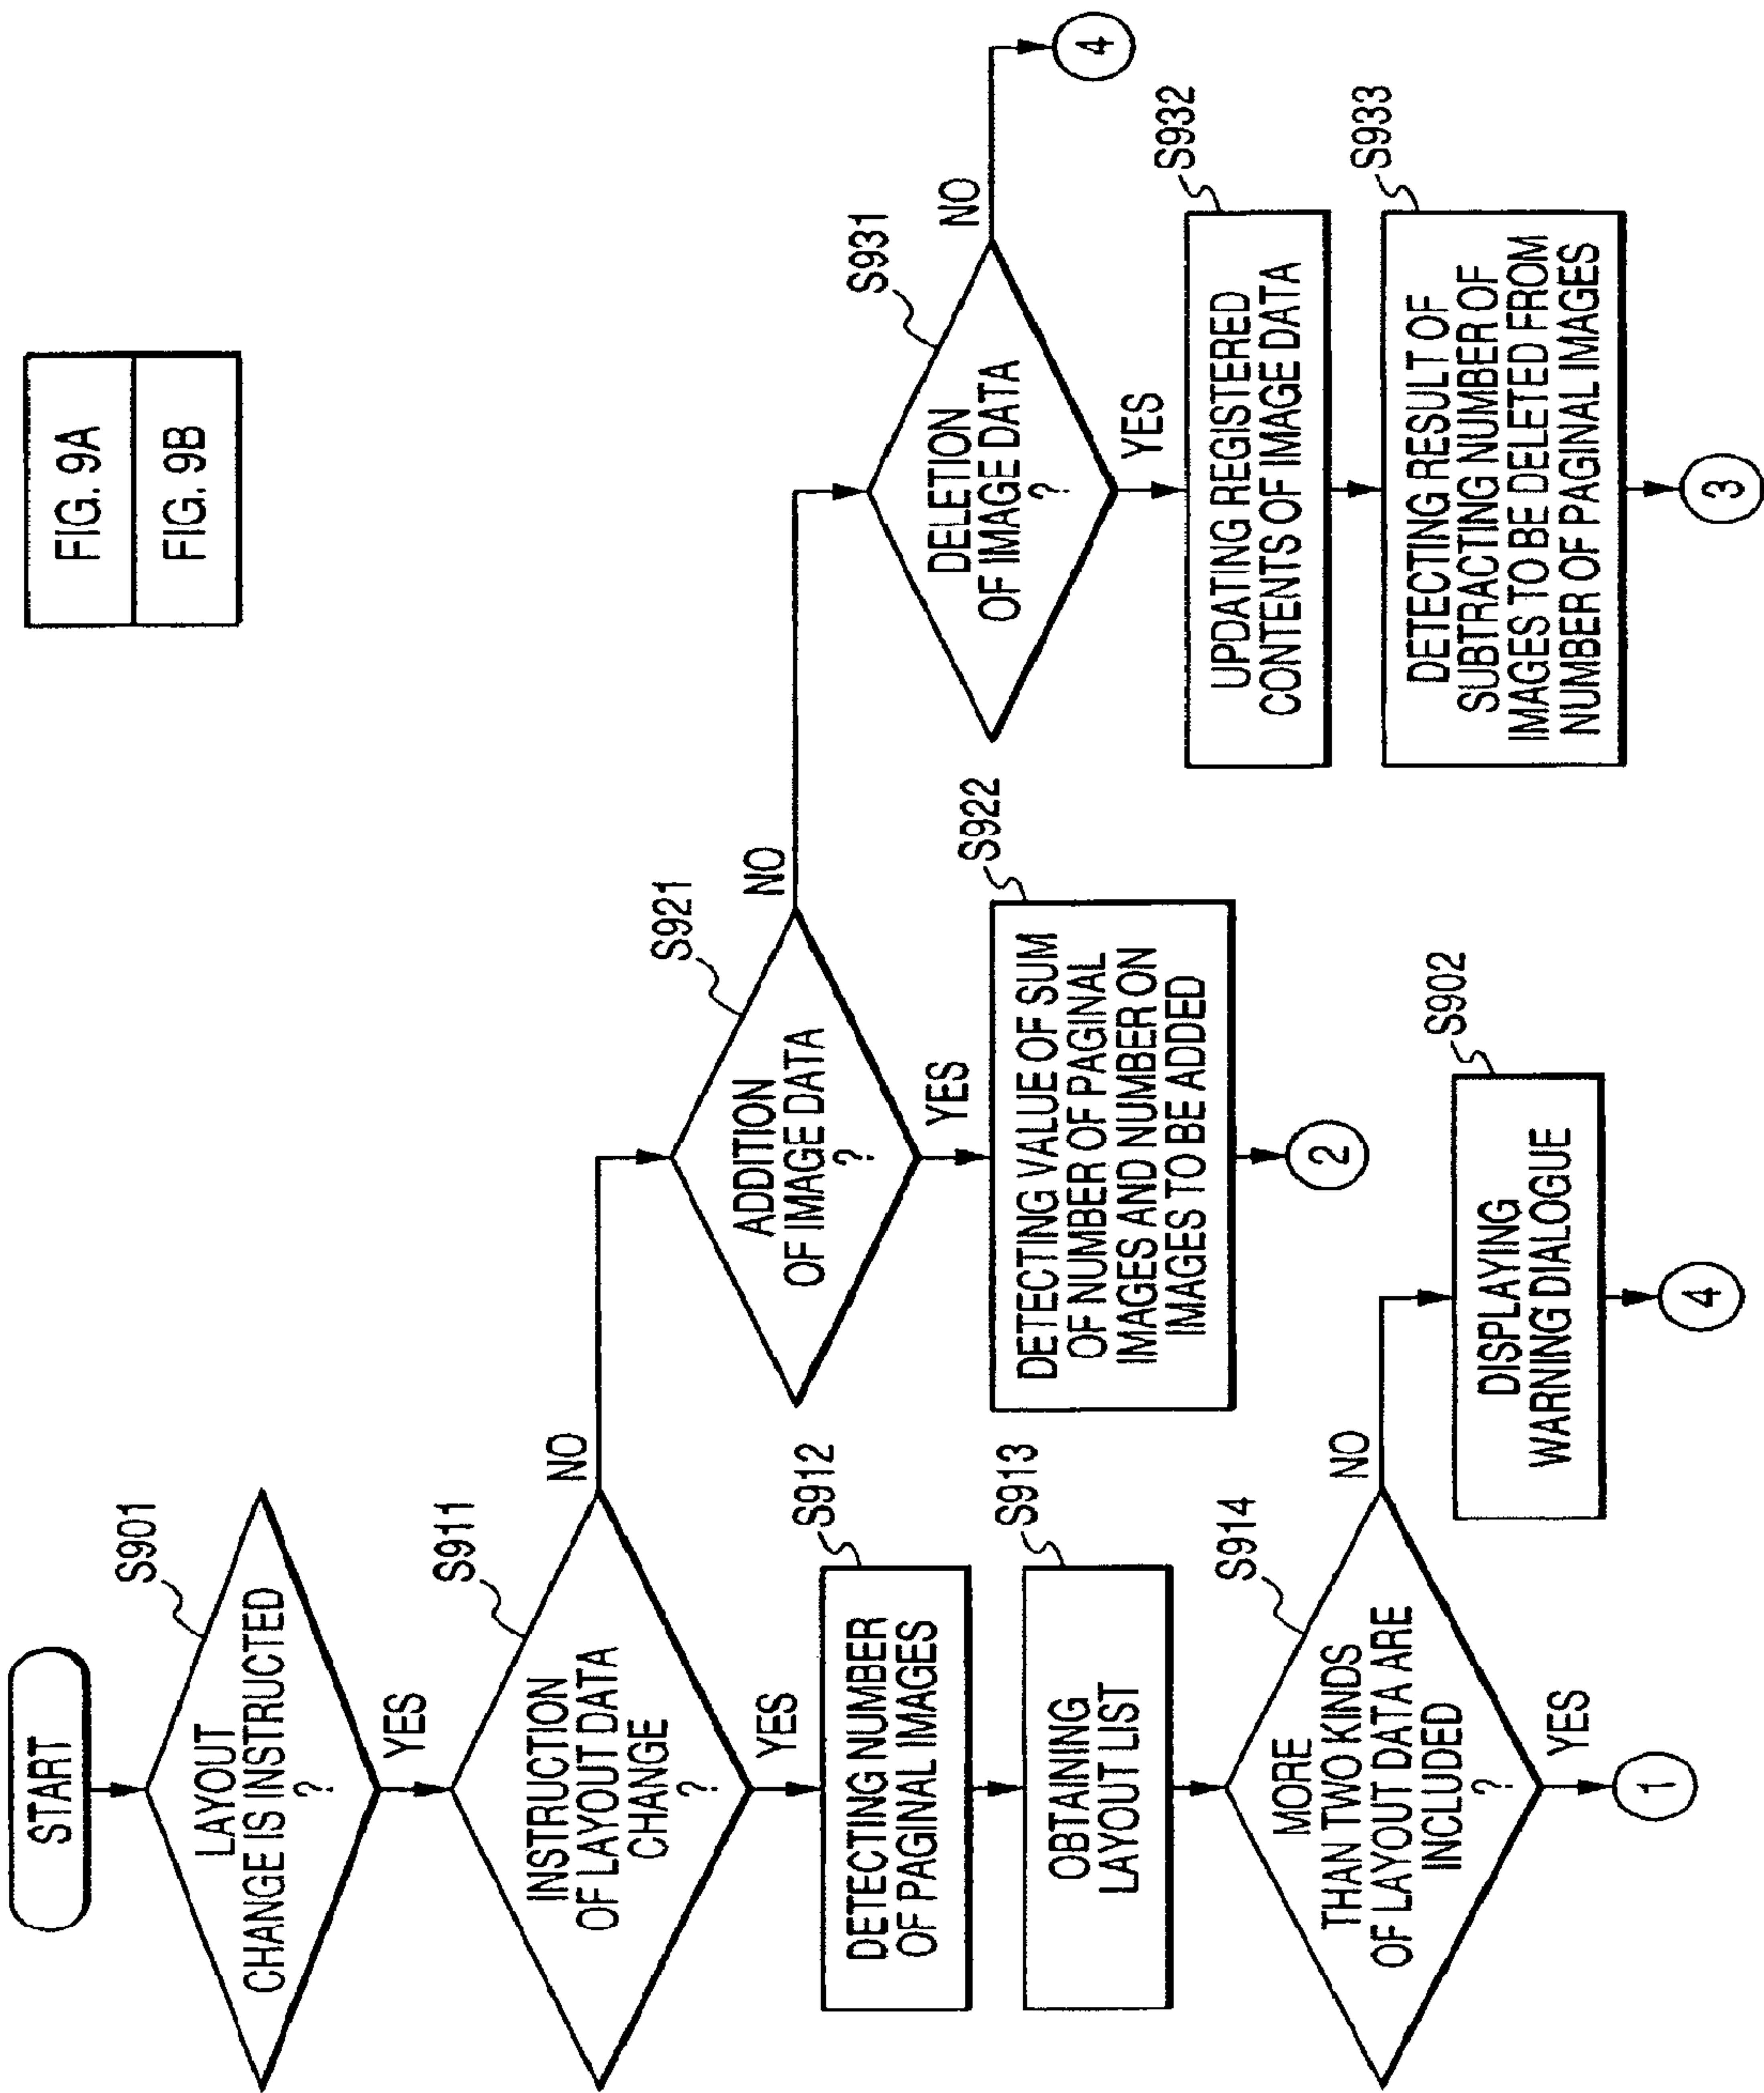 FIG. 9A
FIG. 9B
START
S901
LAYOUT
CHANGE IS INSTRUCTED
?
YES
S911
INSTRUCTION
OF LAYOUT DATA
CHANGE
?
NO
YES
S912
DETECTING NUMBER
OF PAGINAL IMAGES
S913
OBTAINING
LAYOUT LIST
S914
MORE
THAN TWO KINDS
OF LAYOUT DATA ARE
INCLUDED
?
NO
YES
1
S902
DISPLAYING
WARNING DIALOGUE
4
S921
ADDITION
OF IMAGE DATA
?
NO
YES
S922
DETECTING VALUE OF SUM
OF NUMBER OF PAGINAL
IMAGES AND NUMBER ON
IMAGES TO BE ADDED
2
S931
DELETION
OF IMAGE DATA
?
NO
4
YES
S932
UPDATING REGISTERED
CONTENTS OF IMAGE DATA
S933
DETECTING RESULT OF
SUBTRACTING NUMBER OF
IMAGES TO BE DELETED FROM
NUMBER OF PAGINAL IMAGES
3